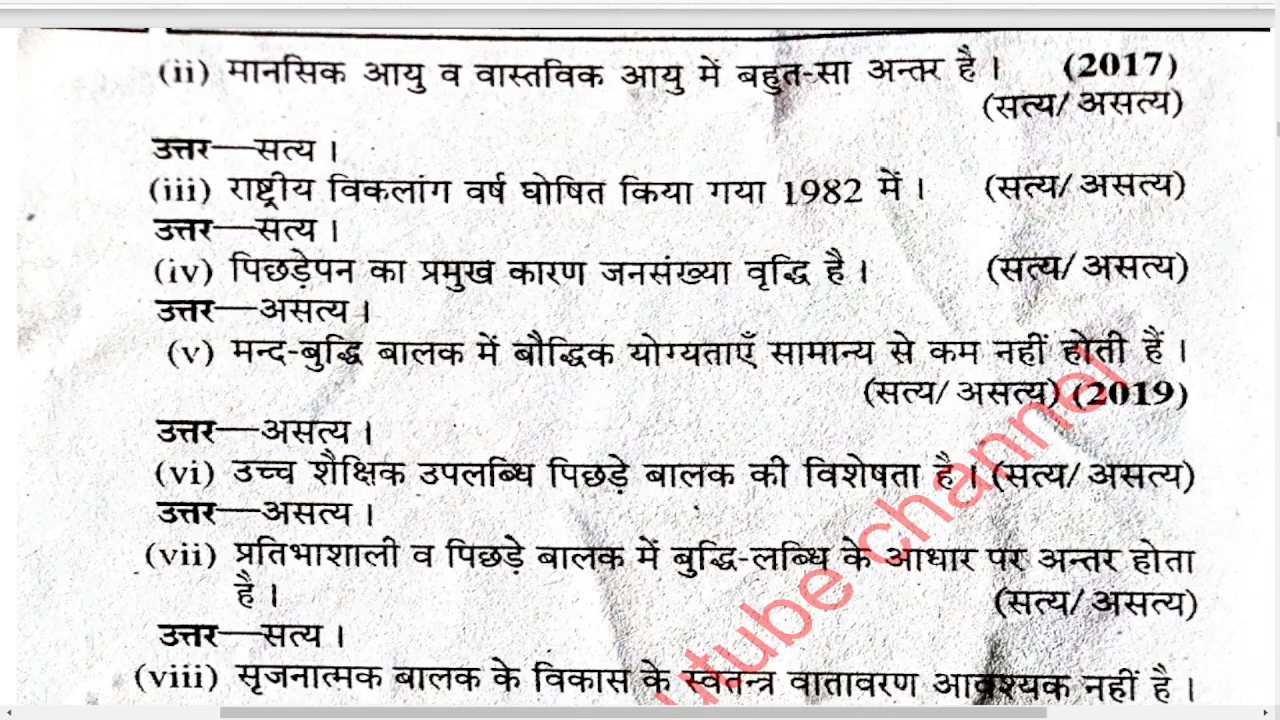 (ii) मानसिक आयु व वास्तविक आयु में बहुत-सा अन्तर है । (2017)
(सत्य/ असत्य)
उत्तर—सत्य ।
(iii) राष्ट्रीय विकलांग वर्ष घोषित किया गया 1982 में । (सत्य/ असत्य)
उत्तर—सत्य ।
(iv) पिछड़ेपन का प्रमुख कारण जनसंख्या वृद्धि है । (सत्य/ असत्य)
उत्तर—असत्य ।
(v) मन्द-बुद्धि बालक में बौद्धिक योग्यताएँ सामान्य से कम नहीं होती हैं ।
(सत्य/ असत्य) (2019)
उत्तर—असत्य ।
(vi) उच्च शैक्षिक उपलब्धि पिछड़े बालक की विशेषता है । (सत्य/ असत्य)
उत्तर—असत्य ।
(vii) प्रतिभाशाली व पिछड़े बालक में बुद्धि-लब्धि के आधार पर अन्तर होता
है । (सत्य/ असत्य)
उत्तर—सत्य ।
(viii) सृजनात्मक बालक के विकास के स्वतन्त्र वातावरण आवश्यक नहीं है ।
utube channel